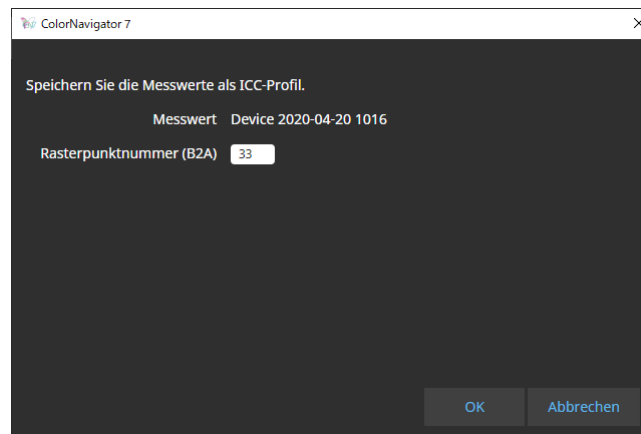 ColorNavigator 7
Speichern Sie die Messwerte als ICC-Profil.
Messwert Device 2020-04-20 1016
Rasterpunktnummer (B2A) 33
OK Abbrechen